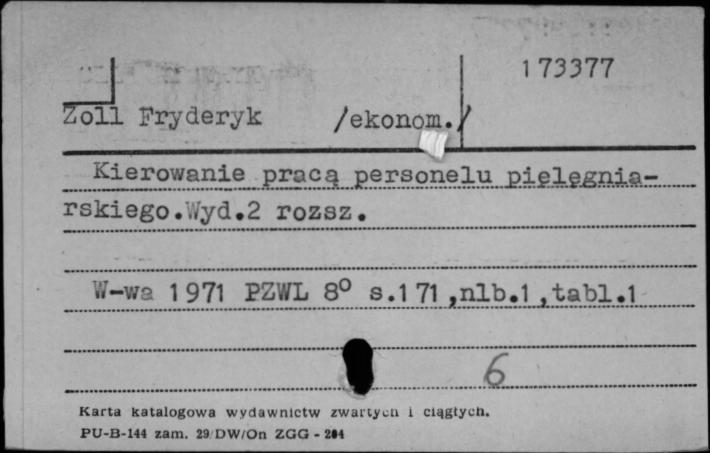 173377
Zoll Fryderyk /ekonom./
Kierowanie pracą personelu pielęgnia-
rskiego.Wyd.2 rozsz.
W-wa 1971 PZWL 8° s.171,nlb.1,tabl.1
6
Karta katalogowa wydawnictw zwartych i ciągłych.
PU-B-144 zam. 29/DW/On ZGG - 204